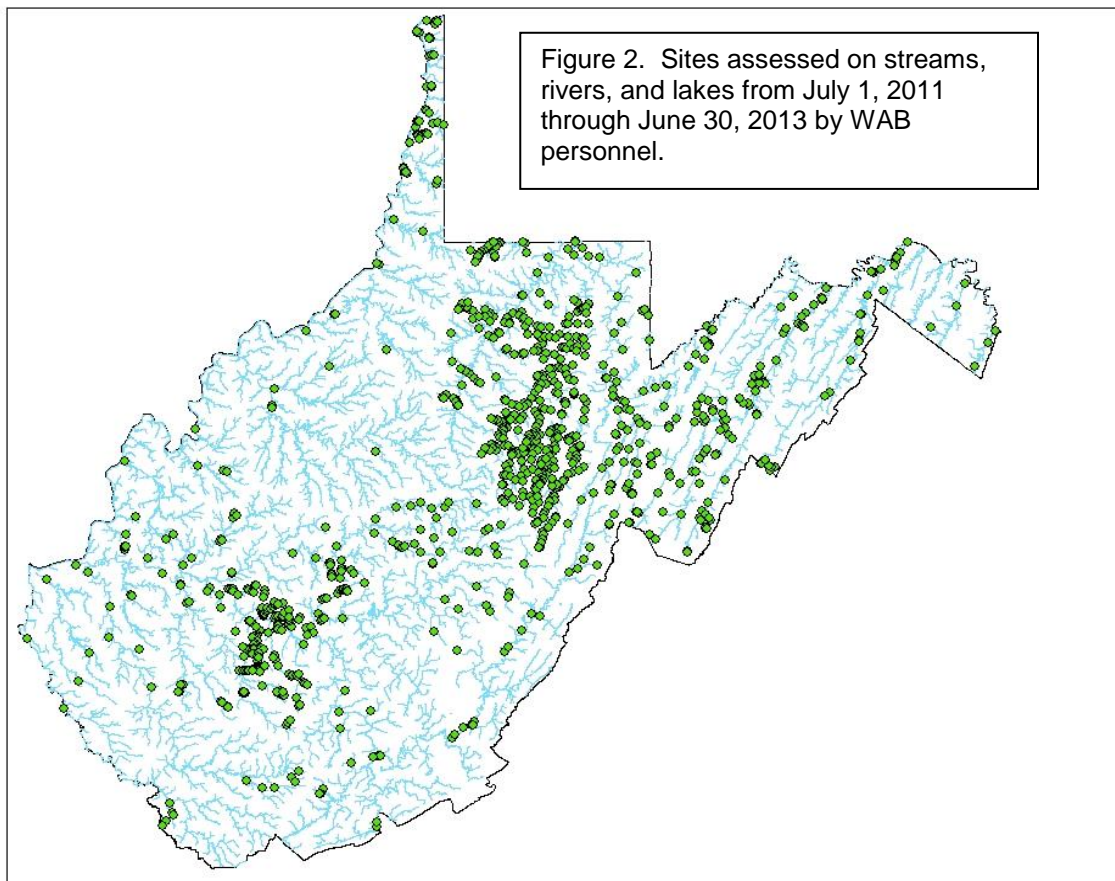 Figure 2.  Sites assessed on streams,
rivers, and lakes from July 1, 2011
through June 30, 2013 by WAB
personnel.